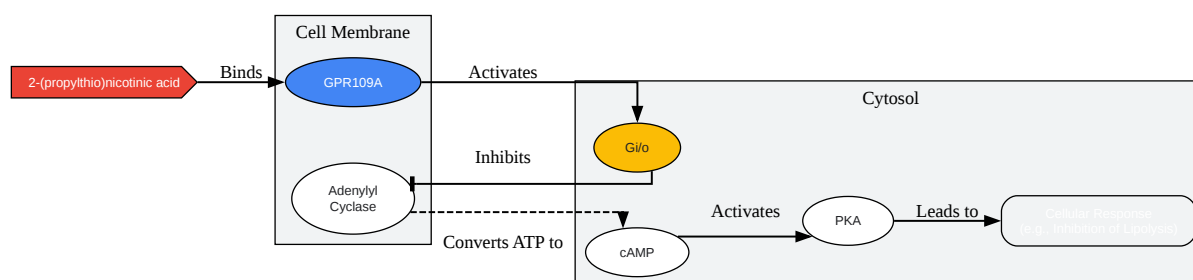 Cell Membrane
2-(propylthio)nicotinic acid
Binds
GPR109A
Activates
Cytosol
Gi/o
Inhibits
Adenylyl
Cyclase
Converts ATP to
cAMP
Activates
PKA
Leads to
Cellular Response
(e.g., Inhibition of Lipolysis)